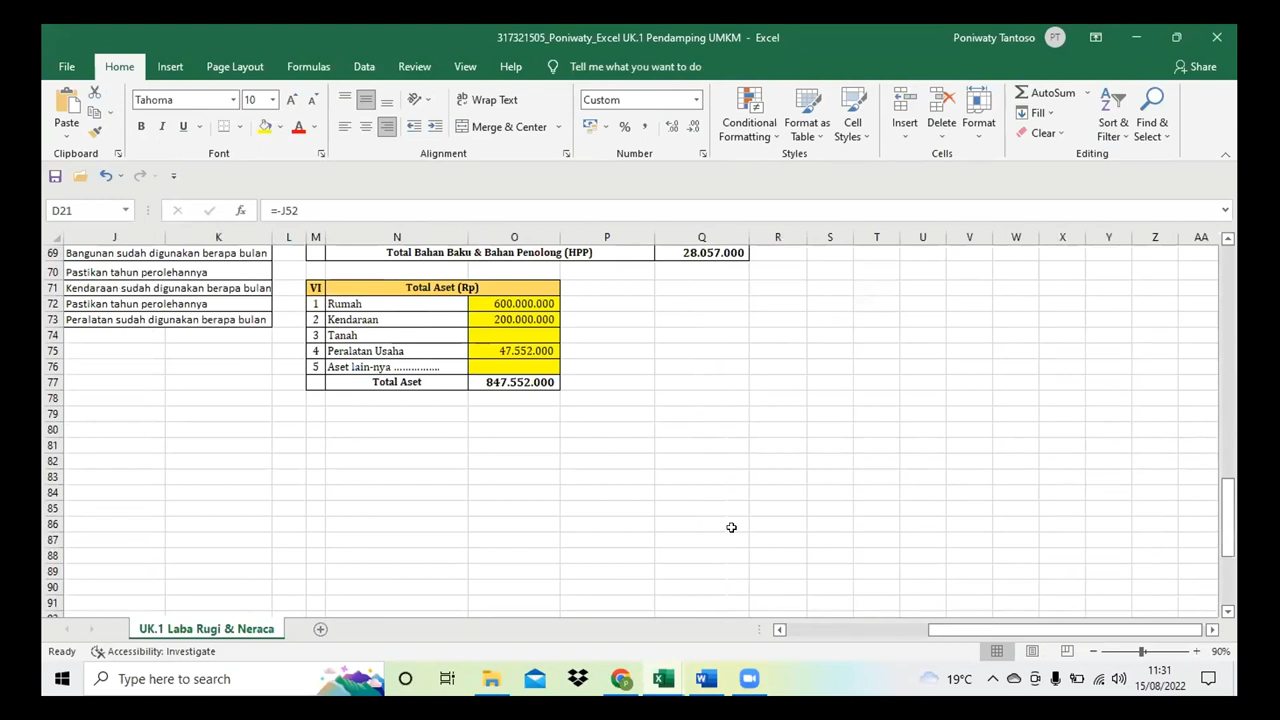 317321505_Poniwaty_Excel UK.1 Pendamping UMKM - Excel
Poniwaty Tantoso PT
File Home Insert Page Layout Formulas Data Review View Help Tell me what you want to do Share
Paste Tahoma 10 Wrap Text Merge & Center Custom
Conditional Formatting Format as Table Cell Styles Insert Delete Format AutoSum Fill Clear Sort & Filter Find & Select
Clipboard Font Alignment Number Styles Cells Editing
D21 fx =-J52
J K L M N O P Q R S T U V W X Y Z AA
69 Bangunan sudah digunakan berapa bulan Total Bahan Baku & Bahan Penolong (HPP) 28.057.000
70 Pastikan tahun perolehannya
71 Kendaraan sudah digunakan berapa bulan VI Total Aset (Rp)
72 Pastikan tahun perolehannya 1 Rumah 600.000.000
73 Peralatan sudah digunakan berapa bulan 2 Kendaraan 200.000.000
74 3 Tanah
75 4 Peralatan Usaha 47.552.000
76 5 Aset lain-nya ...............
77 Total Aset 847.552.000
78
79
80
81
82
83
84
85
86
87
88
89
90
91
UK.1 Laba Rugi & Neraca
Ready Accessibility: Investigate 90%
Type here to search 19°C 11:31
15/08/2022